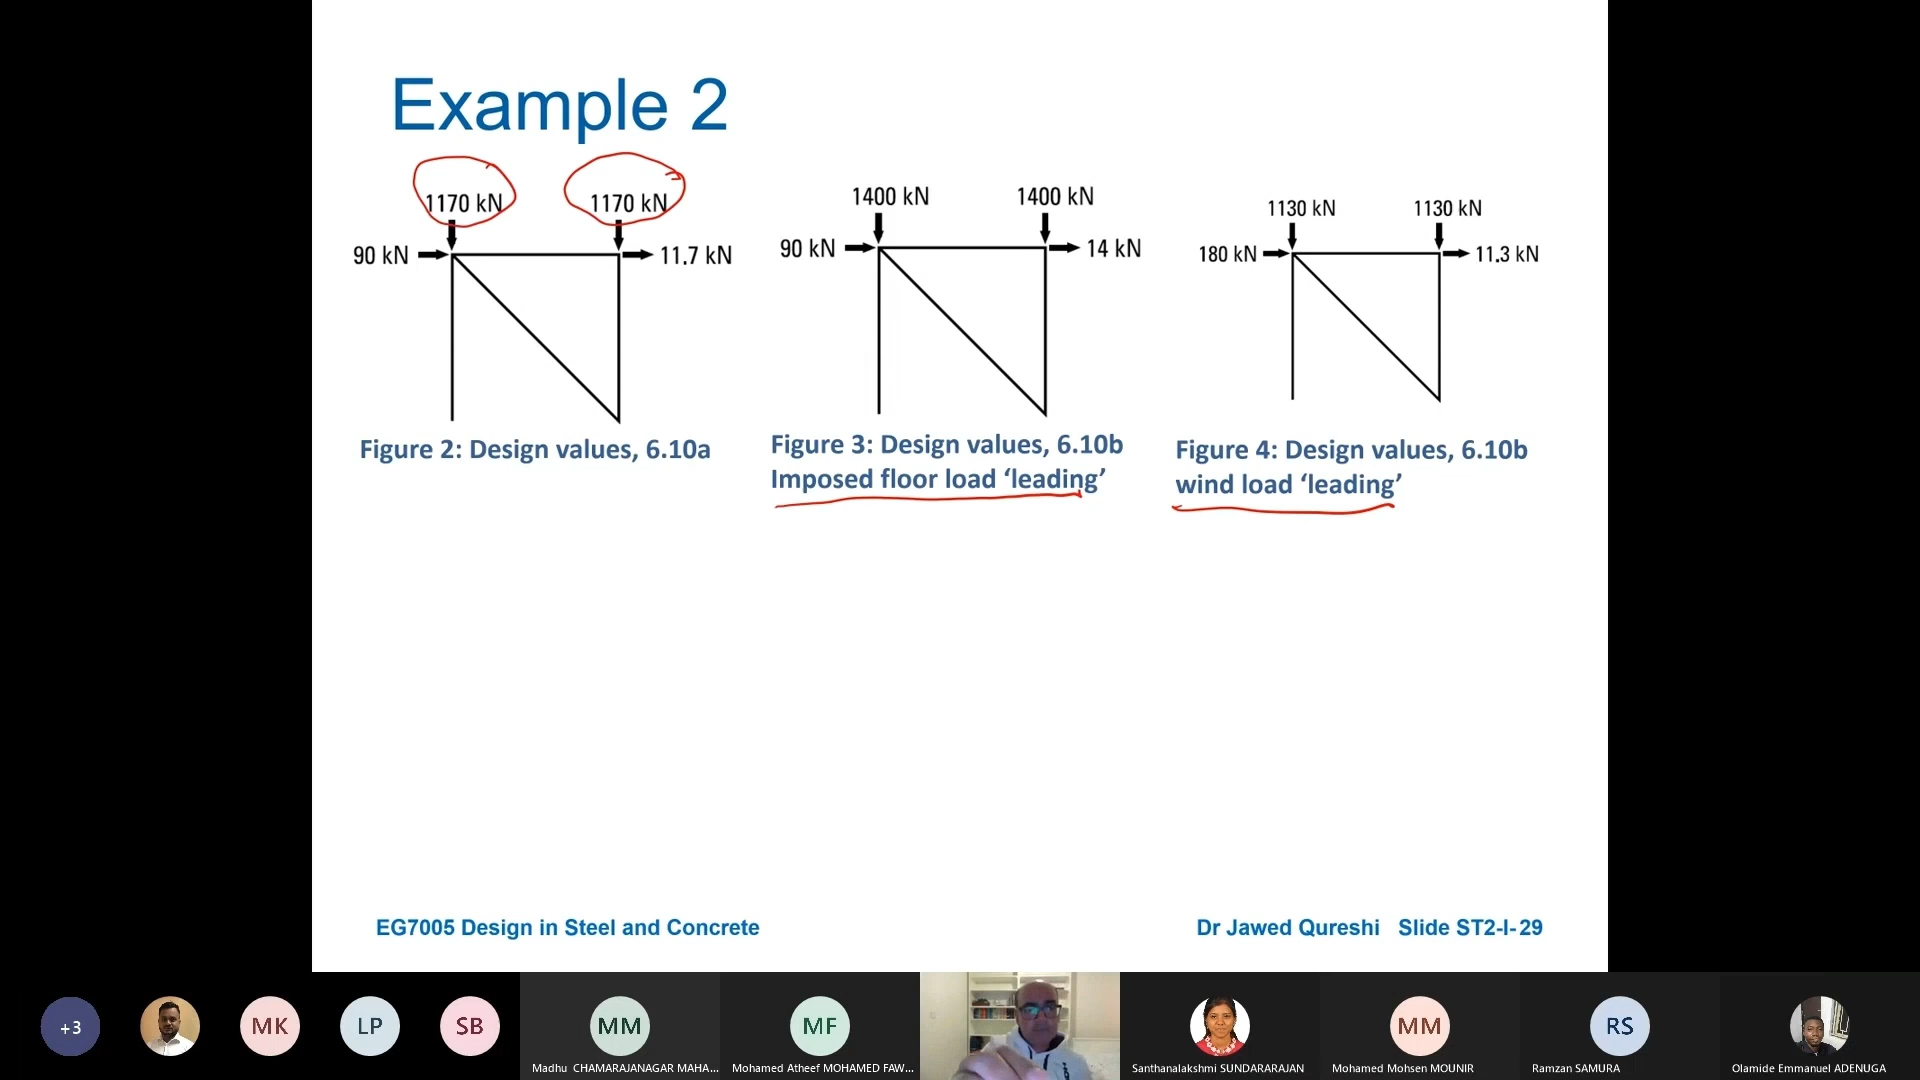 Example 2
1170 kN
1170 kN
90 kN
11.7 kN
Figure 2: Design values, 6.10a
1400 kN
1400 kN
90 kN
14 kN
Figure 3: Design values, 6.10b
Imposed floor load ‘leading’
1130 kN
1130 kN
180 kN
11.3 kN
Figure 4: Design values, 6.10b
wind load ‘leading’
EG7005 Design in Steel and Concrete
Dr Jawed Qureshi Slide ST2-I-29
+3
MK
LP
SB
MM
Madhu CHAMARAJANAGAR MAHA...
MF
Mohamed Atheef MOHAMED FAW...
Santhanalakshmi SUNDARARAJAN
MM
Mohamed Mohsen MOUNIR
RS
Ramzan SAMURA
Olamide Emmanuel ADENUGA